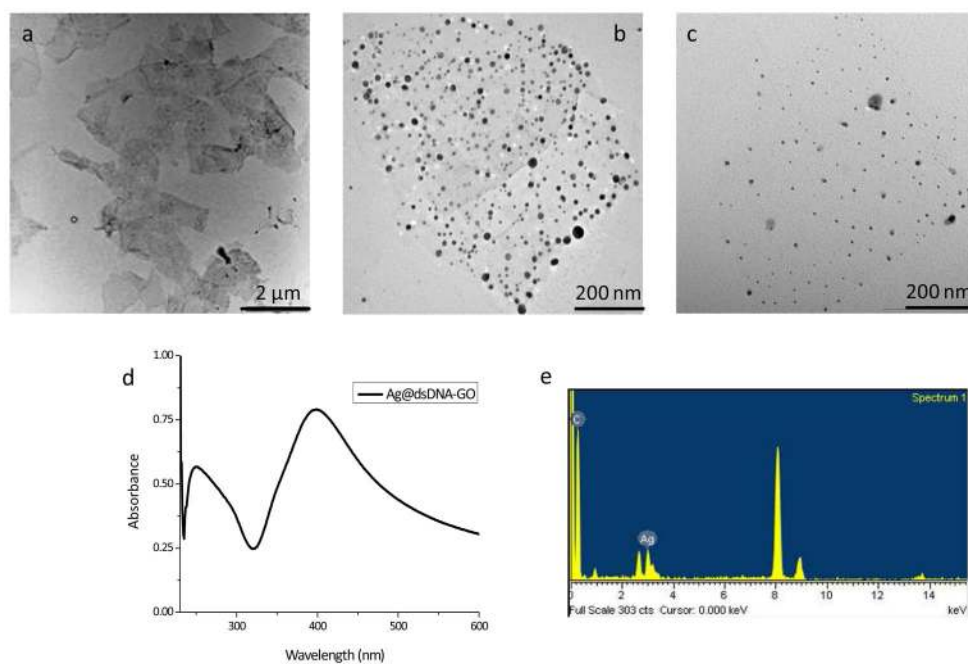 a
b
c
2 μm
200 nm
200 nm
d
1.00
Ag@dsDNA-GO
0.75
0.50
0.25
0.00
Absorbance
300
400
500
600
Wavelength (nm)
e
Spectrum 1
C
Ag
0
2
4
6
8
10
12
14
Full Scale 303 cts Cursor: 0.000 keV
keV